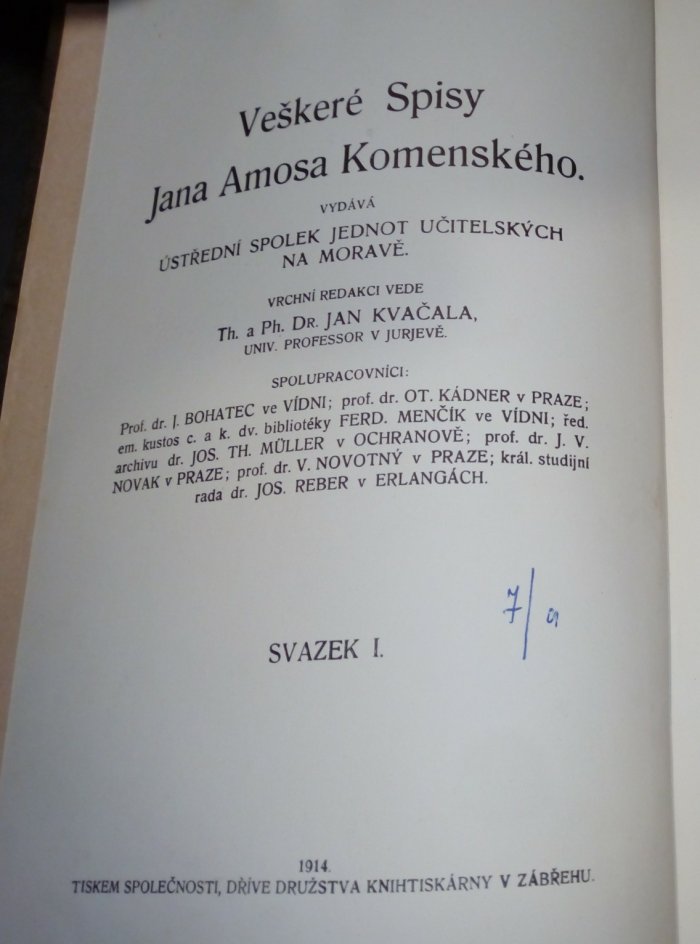 Veškeré Spisy
Jana Amosa Komenského.
VYDÁVÁ
ÚSTŘEDNÍ SPOLEK JEDNOT UČITELSKÝCH
NA MORAVĚ.
VRCHNÍ REDAKCI VEDE
Th. a Ph. DR. JAN KVAČALA,
UNIV. PROFESSOR V JURJEVĚ.
SPOLUPRACOVNÍCI:
Prof. dr. J. BOHATEC ve VÍDNI; prof. dr. OT. KÁDNER v PRAZE;
em. kustos c. a k. dv. bibliotéky FERD. MENČÍK ve VÍDNI; řed.
archivu dr. JOS. TH. MÜLLER v OCHRANOVĚ; prof. dr. J. V.
NOVAK v PRAZE; prof. dr. V. NOVOTNÝ v PRAZE; král. studijní
rada dr. JOS. REBER v ERLANGÁCH.
7/a
SVAZEK I.
1914.
TISKEM SPOLEČNOSTI, DŘÍVE DRUŽSTVA KNIHTISKÁRNY V ZÁBŘEHU.